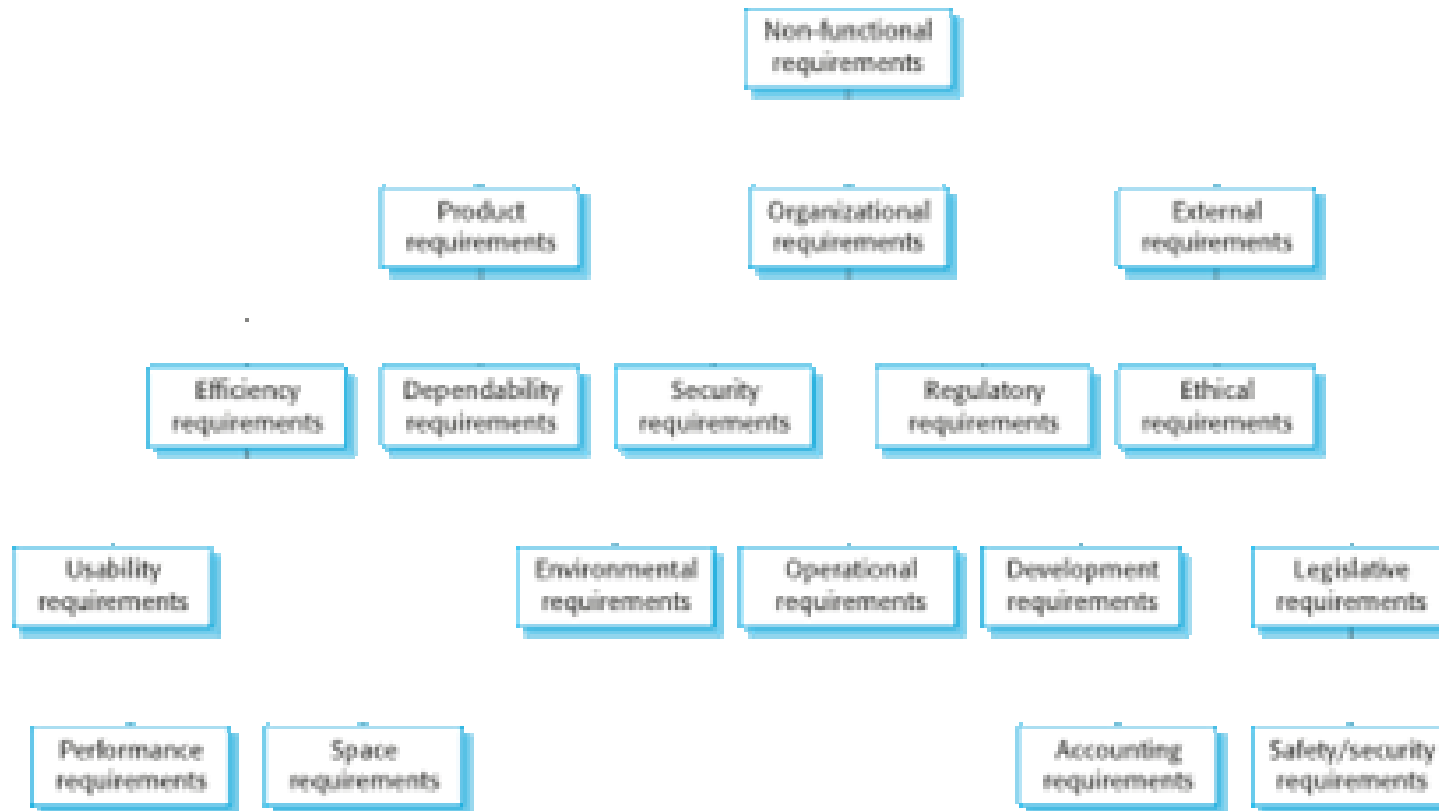 Non-functional
requirements
Product
requirements
Organizational
requirements
External
requirements
Efficiency
requirements
Dependability
requirements
Security
requirements
Regulatory
requirements
Ethical
requirements
Usability
requirements
Environmental
requirements
Operational
requirements
Development
requirements
Legislative
requirements
Performance
requirements
Space
requirements
Accounting
requirements
Safety/security
requirements